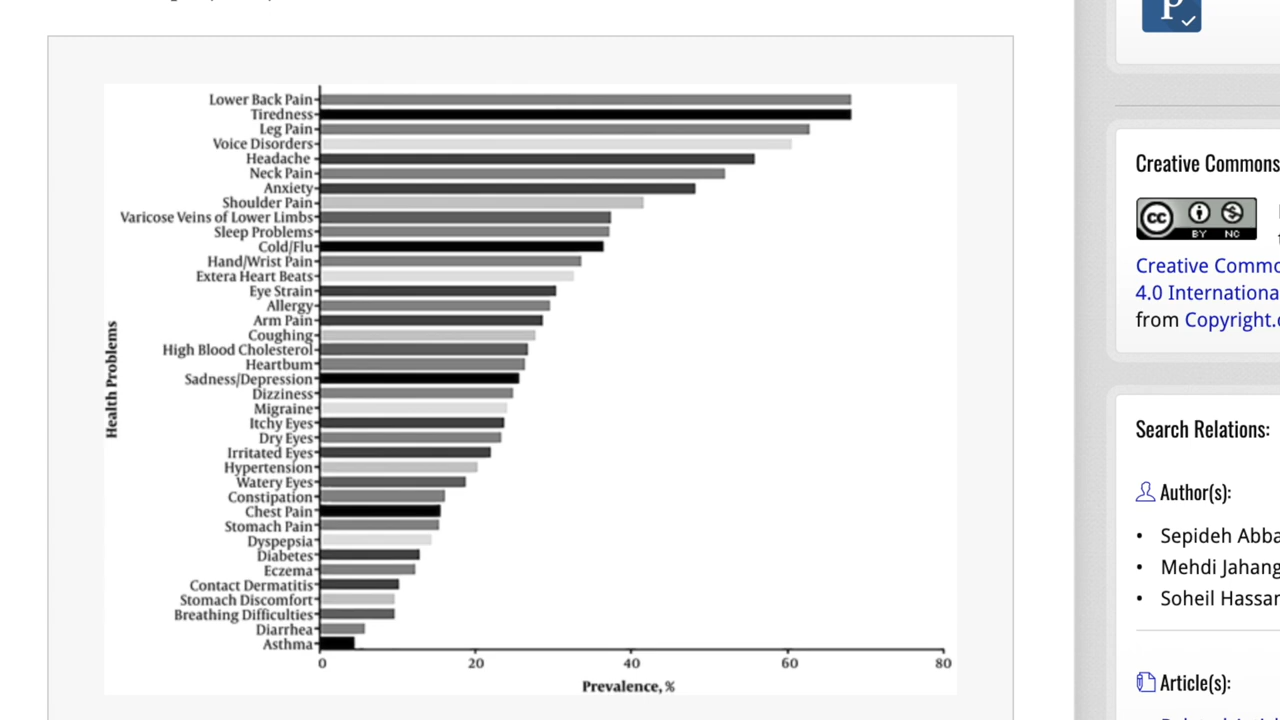 Lower Back Pain
Tiredness
Leg Pain
Voice Disorders
Headache
Neck Pain
Anxiety
Shoulder Pain
Varicose Veins of Lower Limbs
Sleep Problems
Cold/Flu
Hand/Wrist Pain
Extera Heart Beats
Eye Strain
Allergy
Arm Pain
Coughing
High Blood Cholesterol
Heartbum
Sadness/Depression
Dizziness
Migraine
Itchy Eyes
Dry Eyes
Irritated Eyes
Hypertension
Watery Eyes
Constipation
Chest Pain
Stomach Pain
Dyspepsia
Diabetes
Eczema
Contact Dermatitis
Stomach Discomfort
Breathing Difficulties
Diarrhea
Asthma
Health Problems
0 20 40 60 80
Prevalence, %
Creative Commons
cc BY NC
Creative Commo
4.0 Internationa
from Copyright.c
Search Relations:
Author(s):
• Sepideh Abba
• Mehdi Jahang
• Soheil Hassar
Article(s):